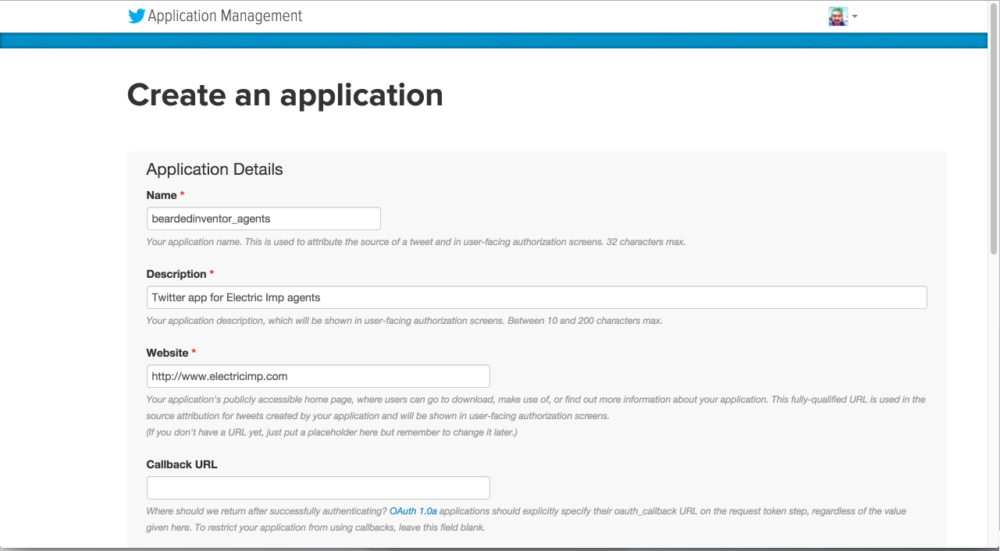 Application Management
Create an application
Application Details
Name *
beardedinventor_agents
Your application name. This is used to attribute the source of a tweet and in user-facing authorization screens. 32 characters max.
Description *
Twitter app for Electric Imp agents
Your application description, which will be shown in user-facing authorization screens. Between 10 and 200 characters max.
Website *
http://www.electricimp.com
Your application's publicly accessible home page, where users can go to download, make use of, or find out more information about your application. This fully-qualified URL is used in the
source attribution for tweets created by your application and will be shown in user-facing authorization screens.
(If you don't have a URL yet, just put a placeholder here but remember to change it later.)
Callback URL
Where should we return after successfully authenticating? OAuth 1.0a applications should explicitly specify their oauth_callback URL on the request token step, regardless of the value
given here. To restrict your application from using callbacks, leave this field blank.